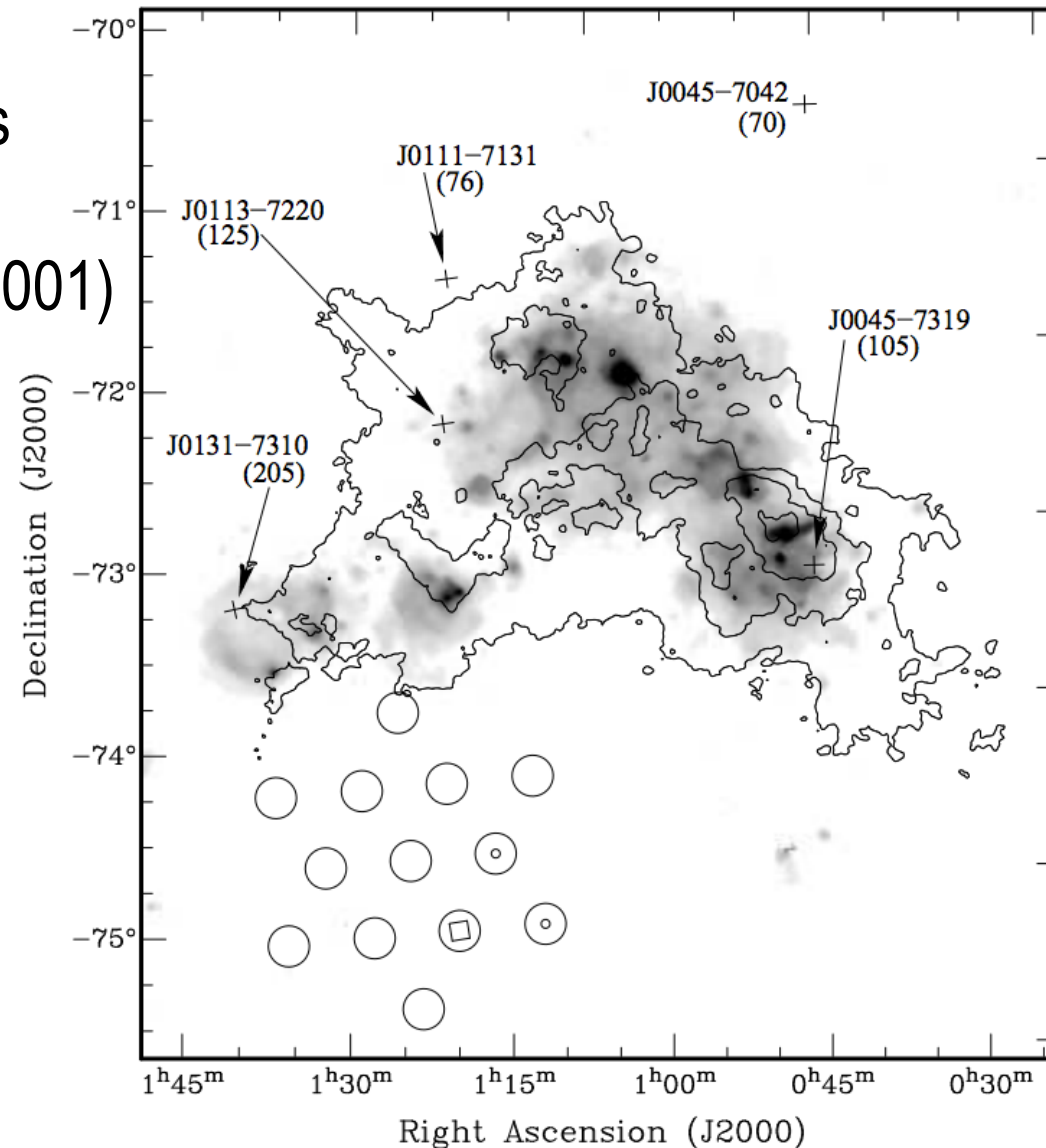 s
001)
J0045−7042
(70)
J0111−7131
(76)
J0113−7220
(125)
J0045−7319
(105)
J0131−7310
(205)
−70°
−71°
−72°
−73°
−74°
−75°
Declination (J2000)
1ʰ45ᵐ 1ʰ30ᵐ 1ʰ15ᵐ 1ʰ00ᵐ 0ʰ45ᵐ 0ʰ30ᵐ
Right Ascension (J2000)